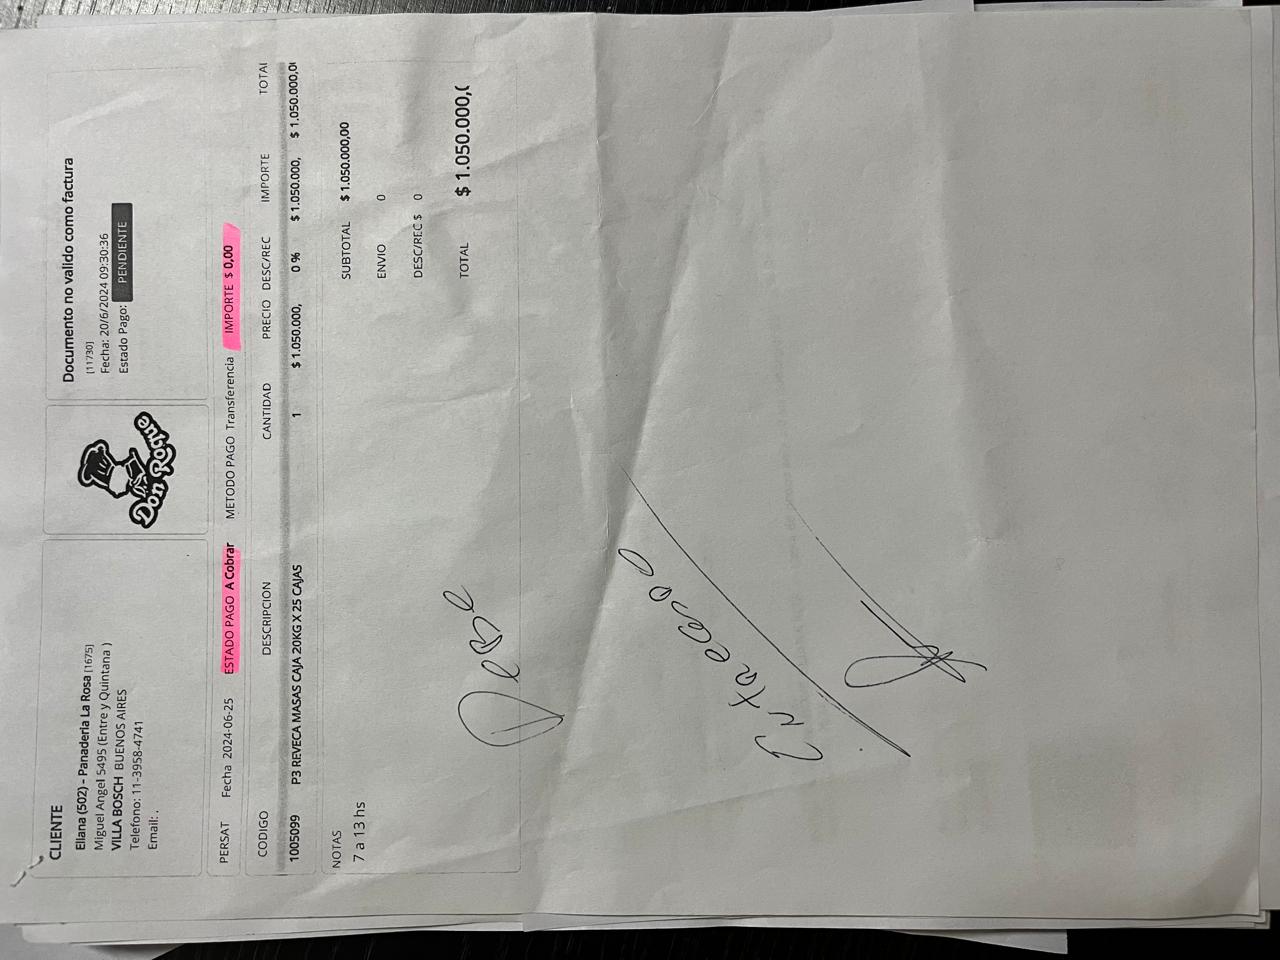 CLIENTE
Eliana (502) - Panaderia La Rosa [1675]
Miguel Angel 5495 (Entre y Quintana )
VILLA BOSCH BUENOS AIRES
Telefono: 11-3958-4741
Email: .
Don Roque
Documento no valido como factura
[11730]
Fecha: 20/6/2024 09:30:36
Estado Pago: PENDIENTE
PERSAT Fecha 2024-06-25 ESTADO PAGO A Cobrar METODO PAGO Transferencia IMPORTE $ 0,00
CODIGO DESCRIPCION CANTIDAD PRECIO DESC/REC IMPORTE TOTAL
1005099 P3 REVECA MASAS CAJA 20KG X 25 CAJAS 1 $ 1.050.000, 0 % $ 1.050.000, $ 1.050.000,0
NOTAS
7 a 13 hs
SUBTOTAL $ 1.050.000,00
ENVIO 0
DESC/REC $ 0
TOTAL $ 1.050.000,(
Debe
Entregado